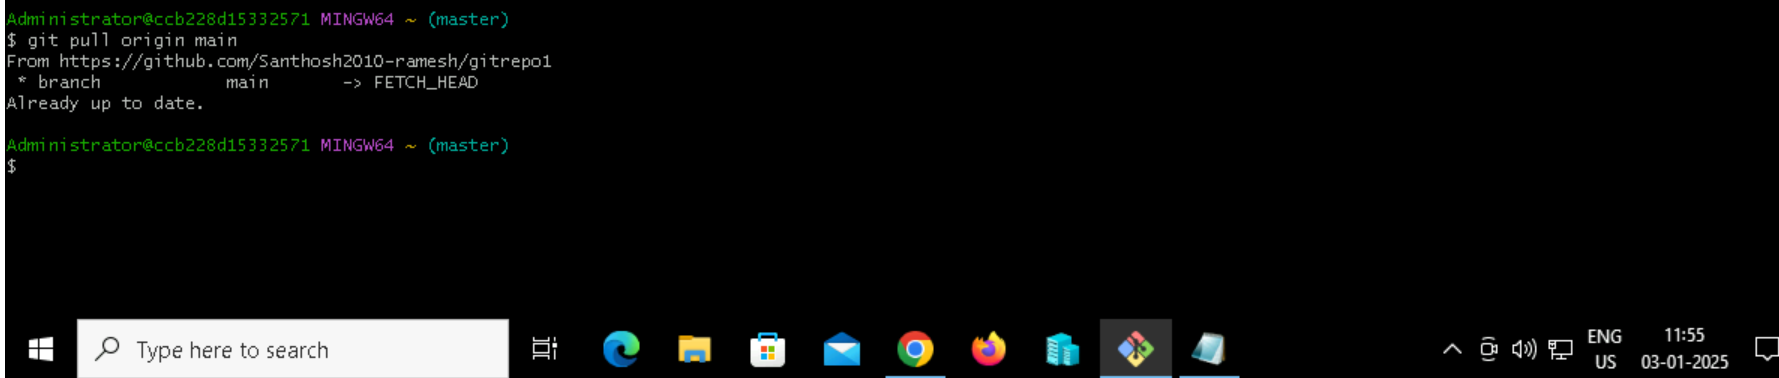 Administrator@ccb228d15332571 MINGW64 ~ (master)
$ git pull origin main
From https://github.com/Santhosh2010-ramesh/gitrepo1
 * branch            main       -> FETCH_HEAD
Already up to date.
Administrator@ccb228d15332571 MINGW64 ~ (master)
$
Type here to search
ENG
US
11:55
03-01-2025